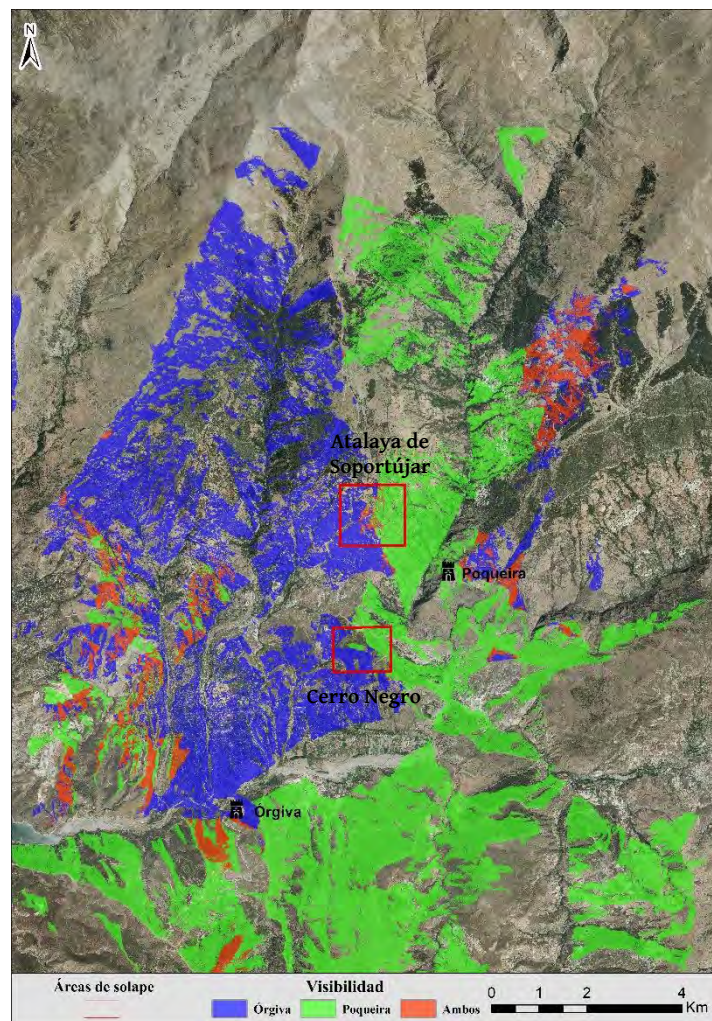 N
Atalaya de
Soportújar
Poqueira
Cerro Negro
Órgiva
Áreas de solape
Visibilidad
Órgiva
Poqueira
Ambos
0 1 2 4
Km